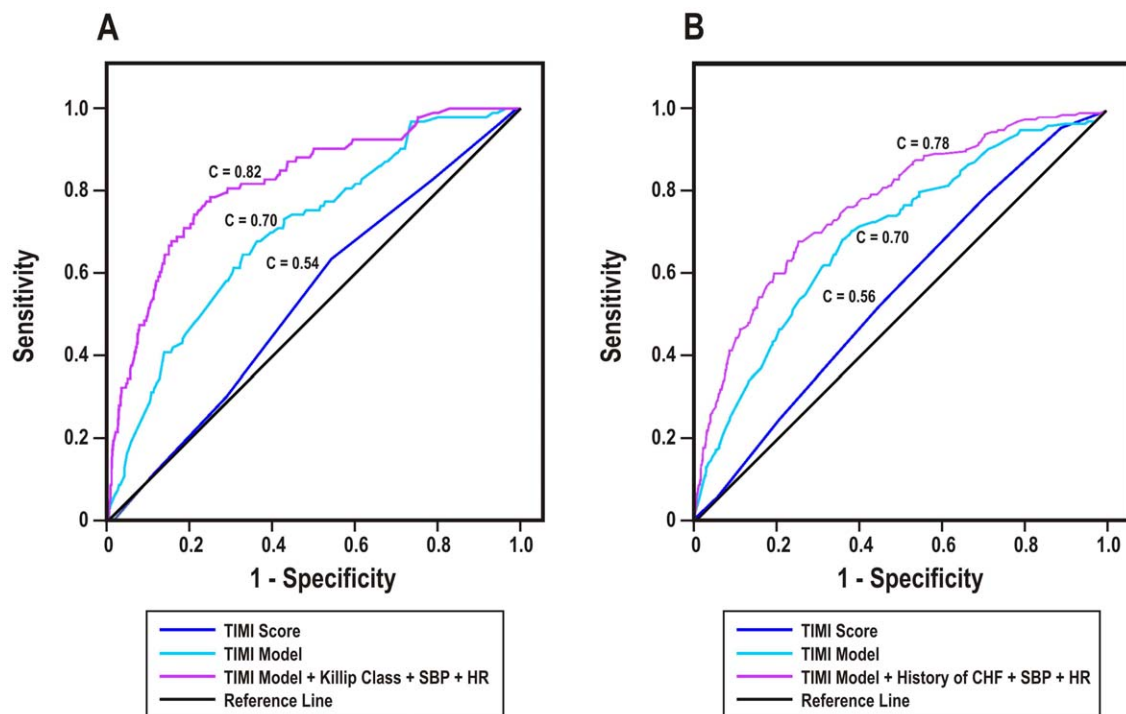 A
1.0
0.8
0.6
0.4
0.2
0
Sensitivity
C = 0.82
C = 0.70
C = 0.54
0 0.2 0.4 0.6 0.8 1.0
1 - Specificity
TIMI Score
TIMI Model
TIMI Model + Killip Class + SBP + HR
Reference Line
B
1.0
0.8
0.6
0.4
0.2
0
Sensitivity
C = 0.78
C = 0.70
C = 0.56
0 0.2 0.4 0.6 0.8 1.0
1 - Specificity
TIMI Score
TIMI Model
TIMI Model + History of CHF + SBP + HR
Reference Line